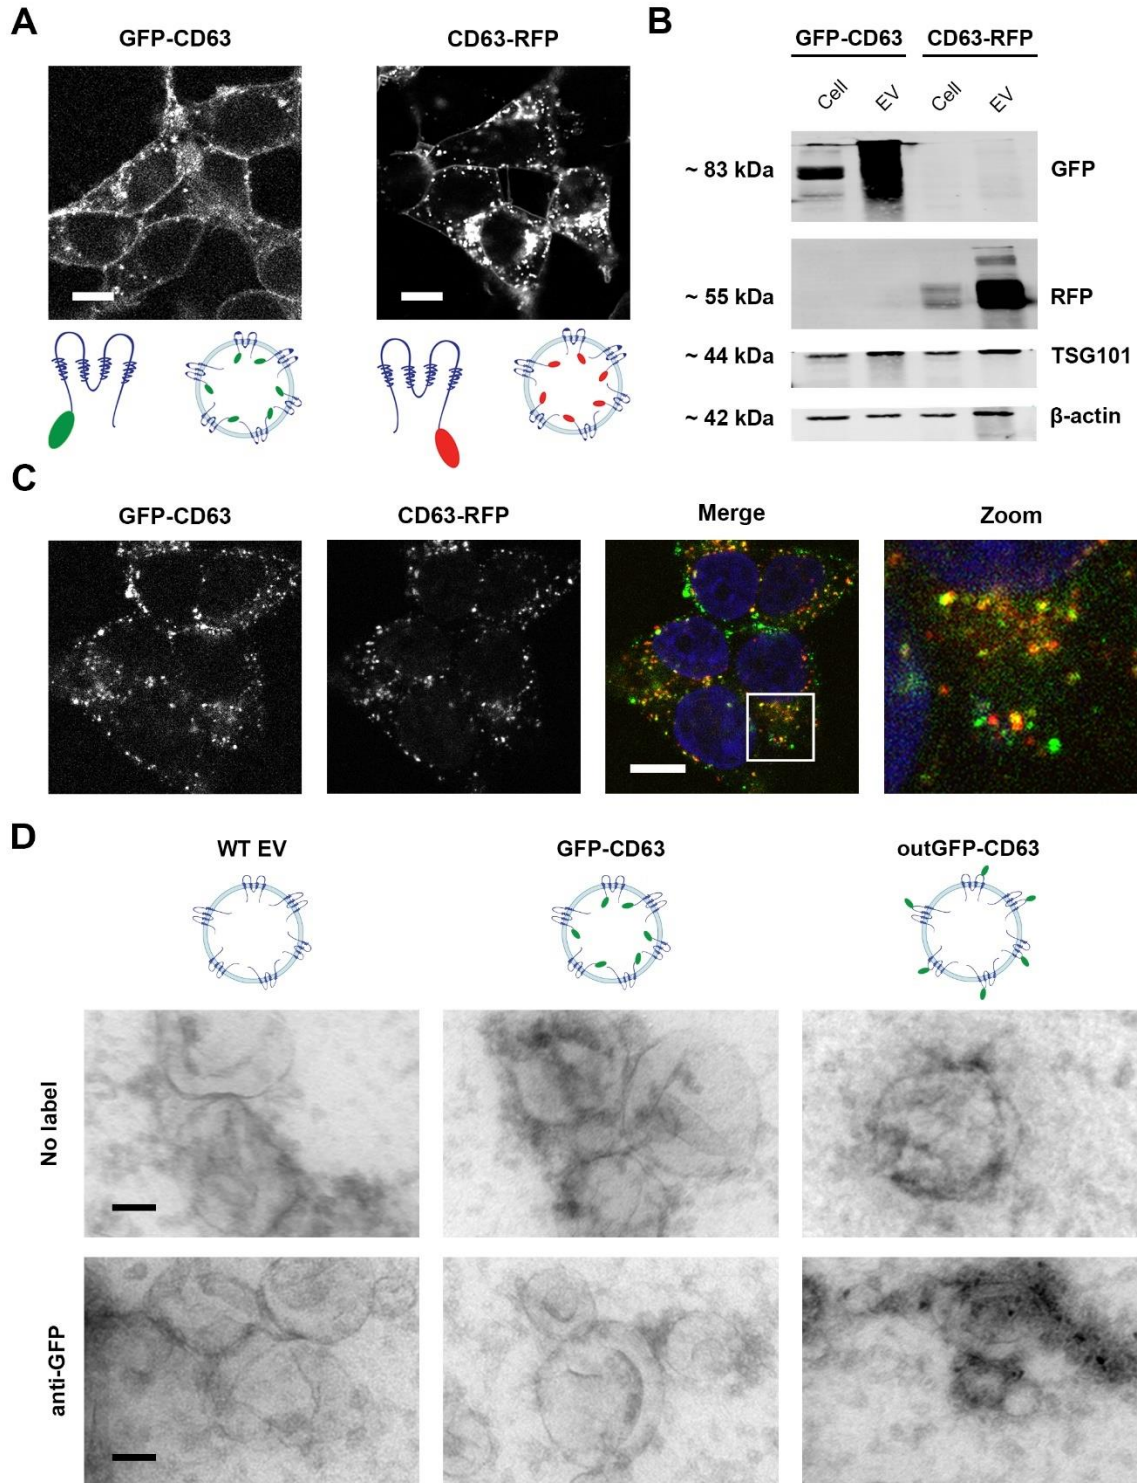 A
GFP-CD63
CD63-RFP
B
GFP-CD63
CD63-RFP
Cell
EV
Cell
EV
~ 83 kDa
GFP
~ 55 kDa
RFP
~ 44 kDa
TSG101
~ 42 kDa
β-actin
C
GFP-CD63
CD63-RFP
Merge
Zoom
D
WT EV
GFP-CD63
outGFP-CD63
No label
anti-GFP